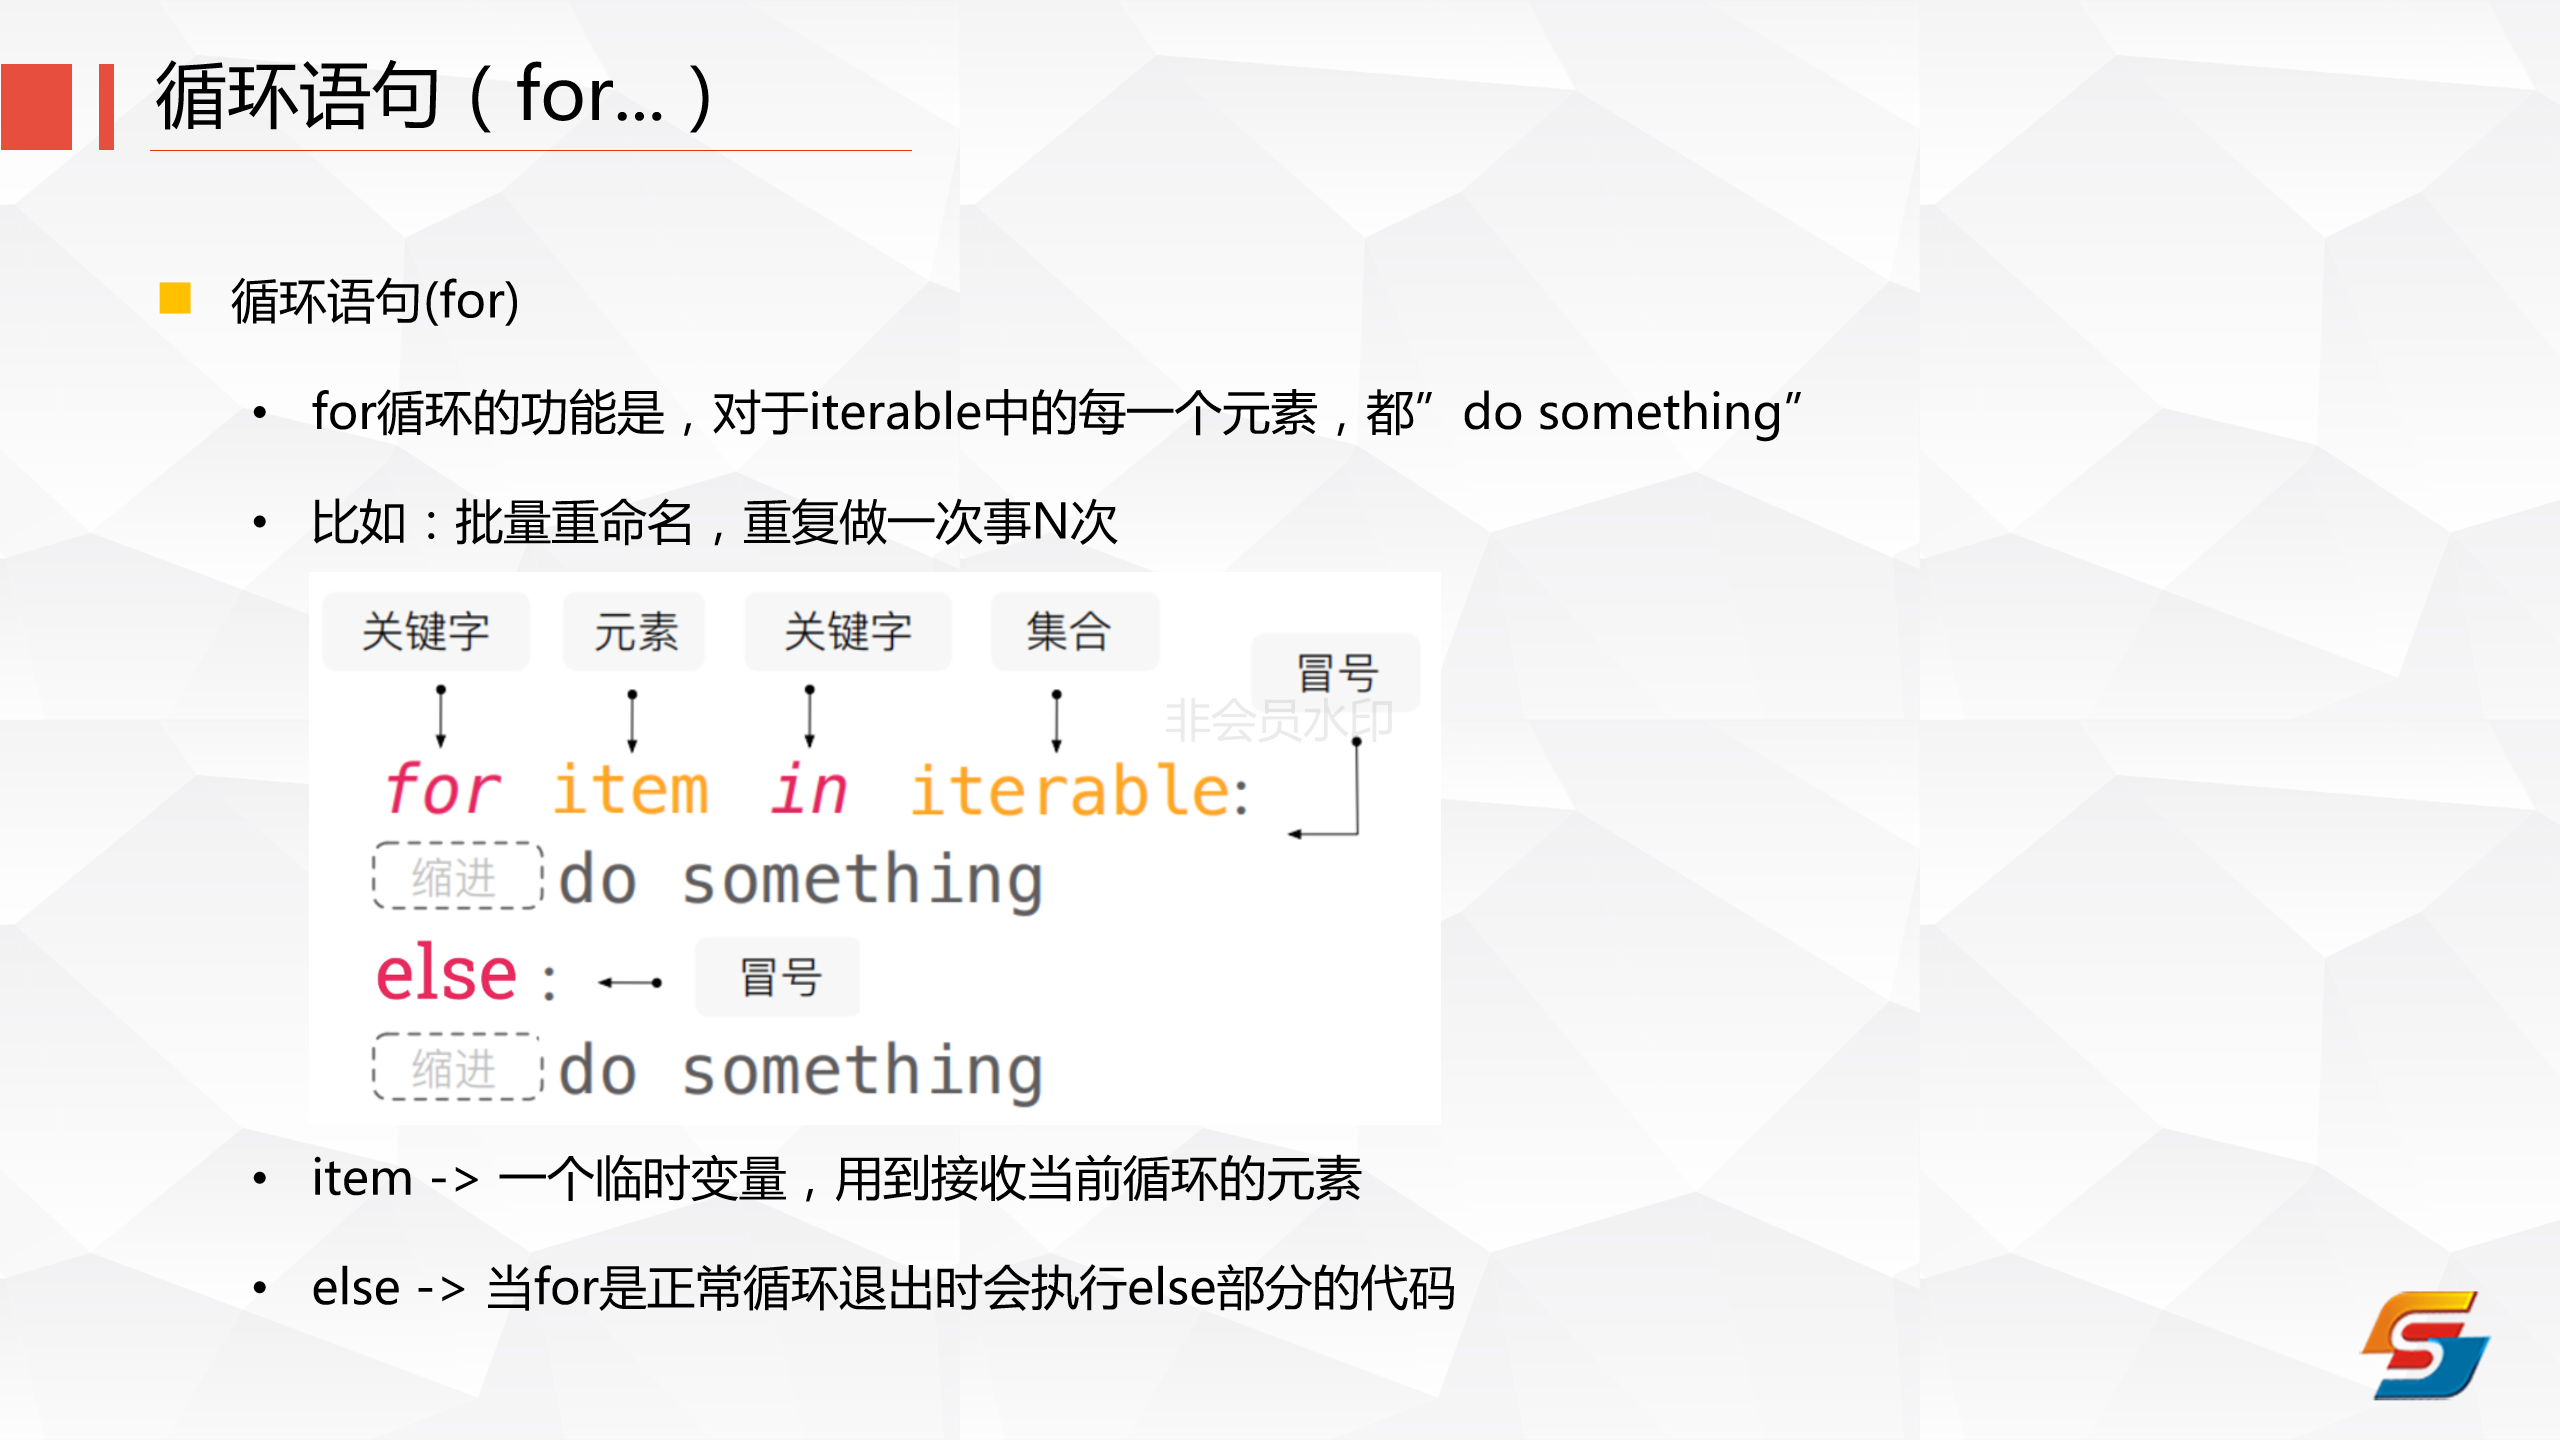 循环语句（for...）
循环语句(for)
for循环的功能是，对于iterable中的每一个元素，都”do something”
比如：批量重命名，重复做一次事N次
关键字 元素 关键字 集合
冒号
非会员水印
for item in iterable:
缩进 do something
else： 冒号
缩进 do something
item -> 一个临时变量，用到接收当前循环的元素
else -> 当for是正常循环退出时会执行else部分的代码